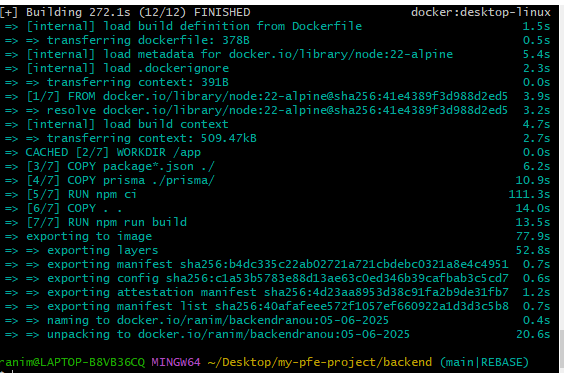 [+] Building 272.1s (12/12) FINISHED docker:desktop-linux
=> [internal] load build definition from Dockerfile 1.5s
=> => transferring dockerfile: 378B 0.5s
=> [internal] load metadata for docker.io/library/node:22-alpine 5.4s
=> [internal] load .dockerignore 2.3s
=> => transferring context: 391B 0.0s
=> [1/7] FROM docker.io/library/node:22-alpine@sha256:41e4389f3d988d2ed5 3.9s
=> => resolve docker.io/library/node:22-alpine@sha256:41e4389f3d988d2ed5 3.2s
=> [internal] load build context 4.7s
=> => transferring context: 509.47kB 2.7s
=> CACHED [2/7] WORKDIR /app 0.0s
=> [3/7] COPY package*.json ./ 6.2s
=> [4/7] COPY prisma ./prisma/ 10.9s
=> [5/7] RUN npm ci 111.3s
=> [6/7] COPY . . 14.0s
=> [7/7] RUN npm run build 13.5s
=> exporting to image 77.9s
=> => exporting layers 52.8s
=> => exporting manifest sha256:b4dc335c22ab02721a721cbdebc0321a8e4c4951 0.7s
=> => exporting config sha256:c1a53b5783e88d13ae63c0ed346b39cafbab3c5cd7 0.6s
=> => exporting attestation manifest sha256:4d23aa8953d38c91fa2b9de31fb7 1.2s
=> => exporting manifest list sha256:40afafeee572f1057ef660922a1d3d3c5b8 0.7s
=> => naming to docker.io/ranim/backendranou:05-06-2025 0.4s
=> => unpacking to docker.io/ranim/backendranou:05-06-2025 20.6s
ranim@LAPTOP-B8VB36CQ MINGW64 ~/Desktop/my-pfe-project/backend (main|REBASE)